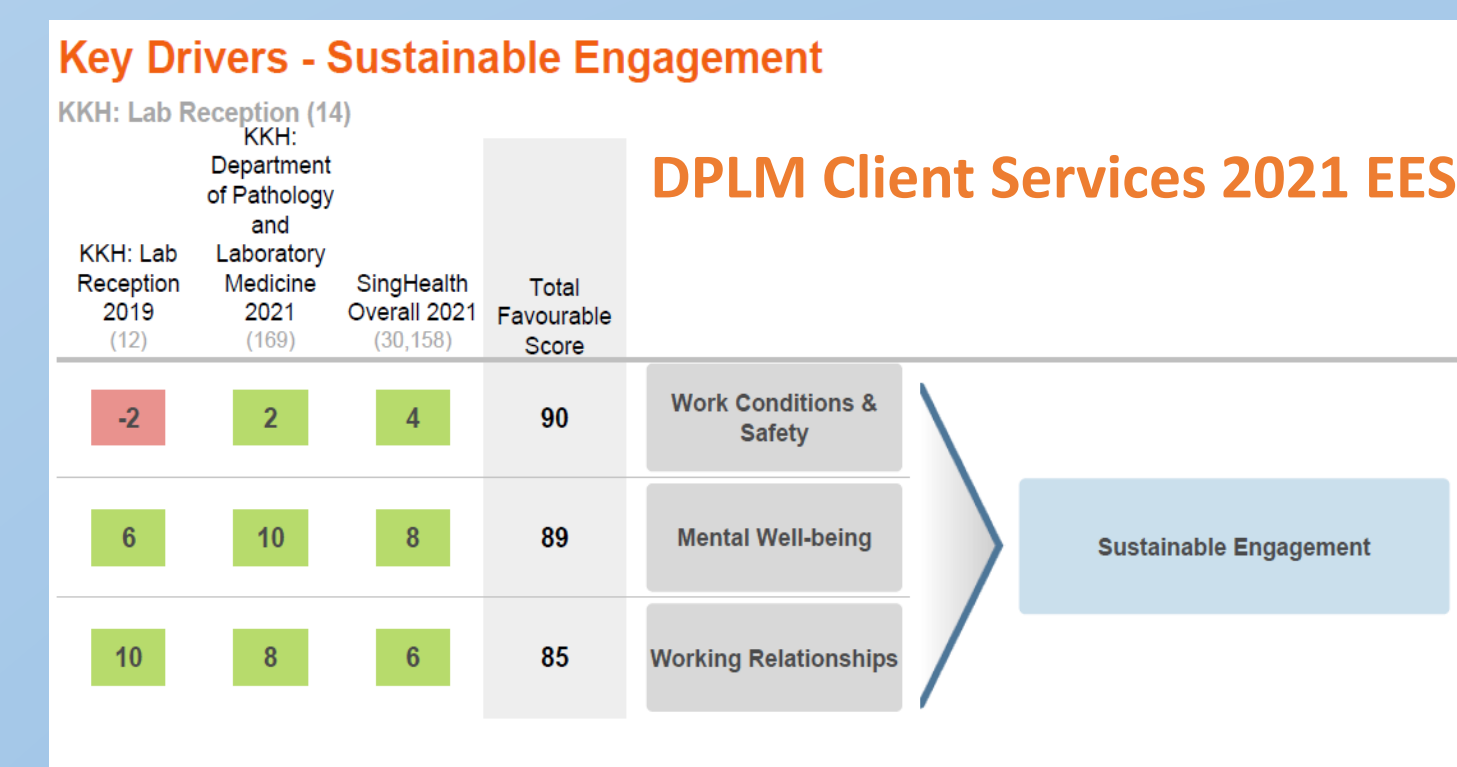 Key Drivers - Sustainable Engagement
KKH: Lab Reception (14)
DPLM Client Services 2021 EES
KKH: Lab
Reception
2019
(12)
KKH:
Department
of Pathology
and
Laboratory
Medicine
2021
(169)
SingHealth
Overall 2021
(30,158)
Total
Favourable
Score
-2 2 4 90 Work Conditions &
Safety
6 10 8 89 Mental Well-being
10 8 6 85 Working Relationships
Sustainable Engagement